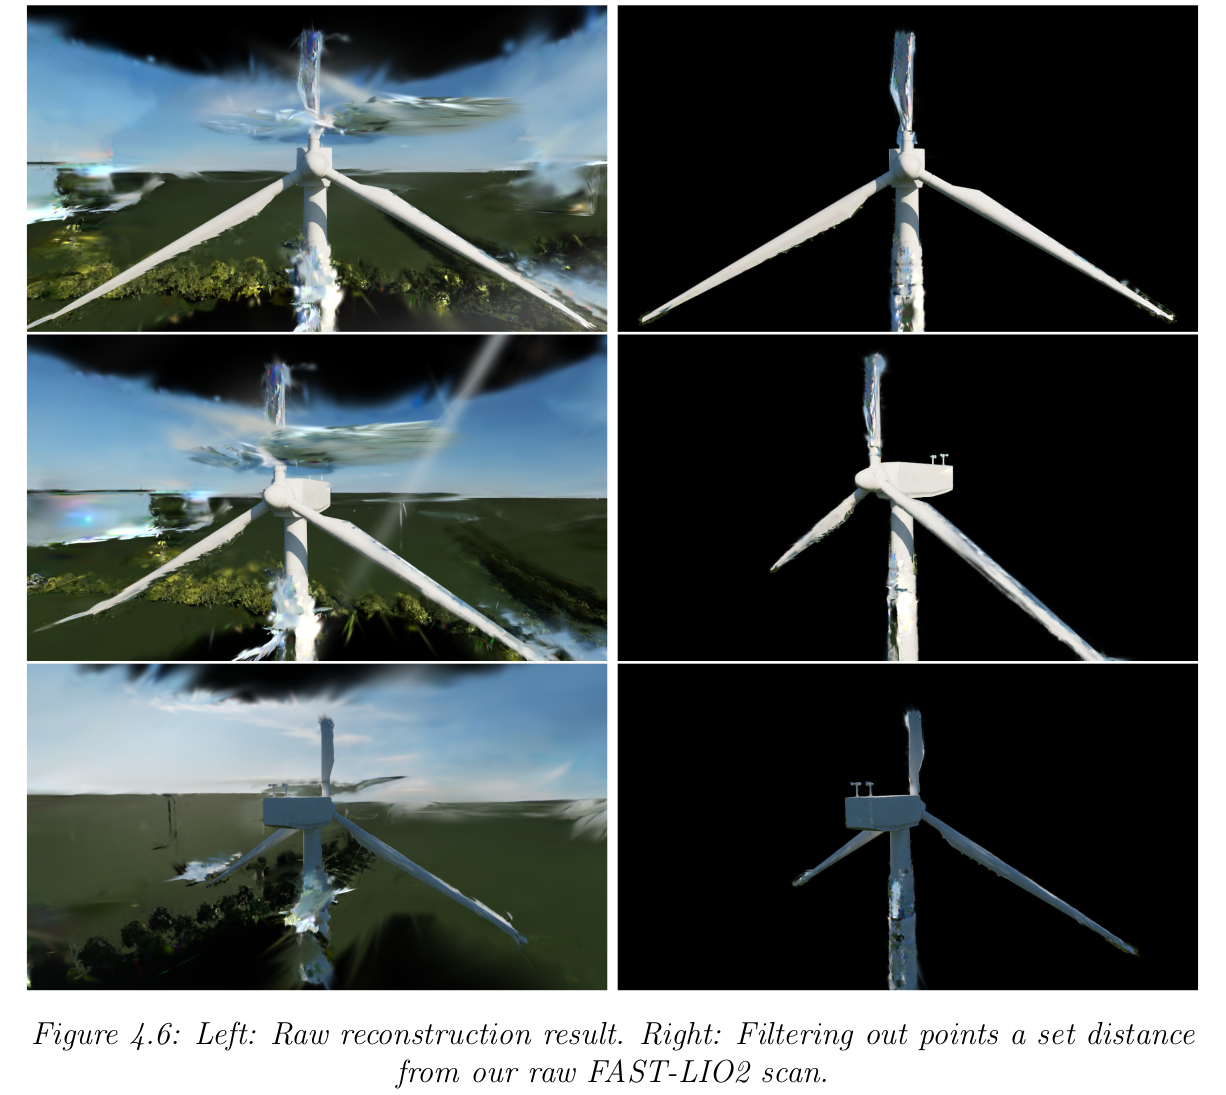 Figure 4.6: Left: Raw reconstruction result. Right: Filtering out points a set distance
from our raw FAST-LIO2 scan.